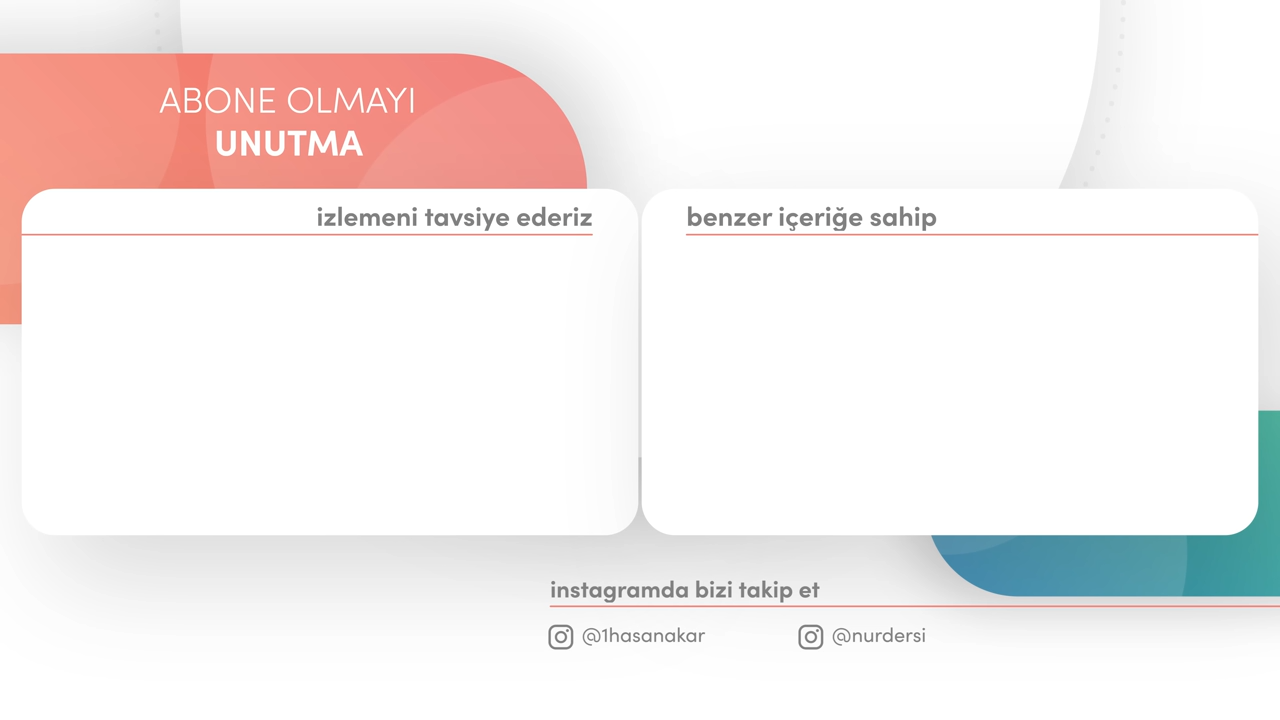 ABONE OLMAYI
UNUTMA
izlemeni tavsiye ederiz
benzer içeriğe sahip
instagramda bizi takip et
@1hasanakar
@nurdersi